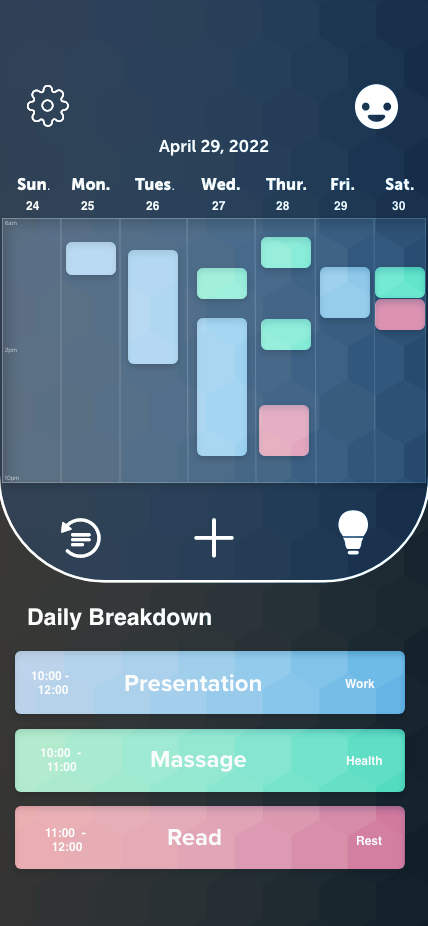 April 29, 2022
Sun. Mon. Tues. Wed. Thur. Fri. Sat.
24 25 26 27 28 29 30
6am
2pm
10pm
Daily Breakdown
10:00 -
12:00
Presentation
Work
10:00 -
11:00
Massage
Health
11:00 -
12:00
Read
Rest